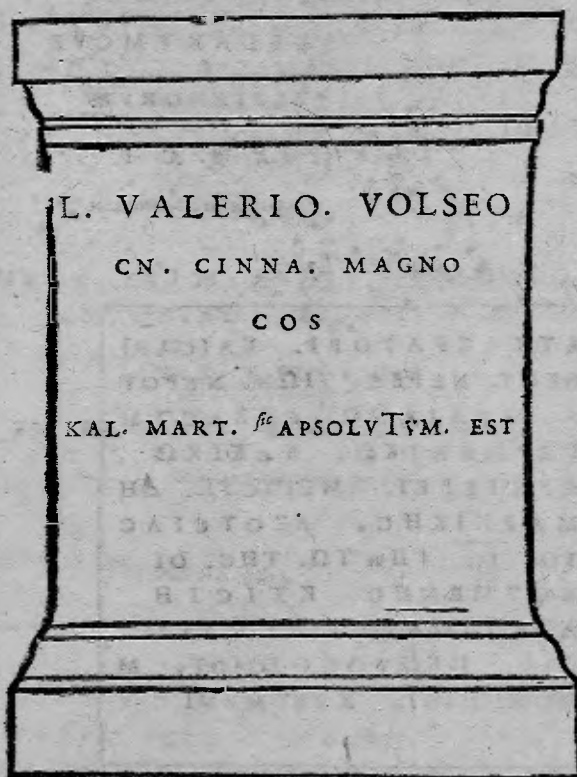 L. VALERIO. VOLSEO
CN. CINNA. MAGNO
COS
KAL. MART. sic APSOLVTVM. EST